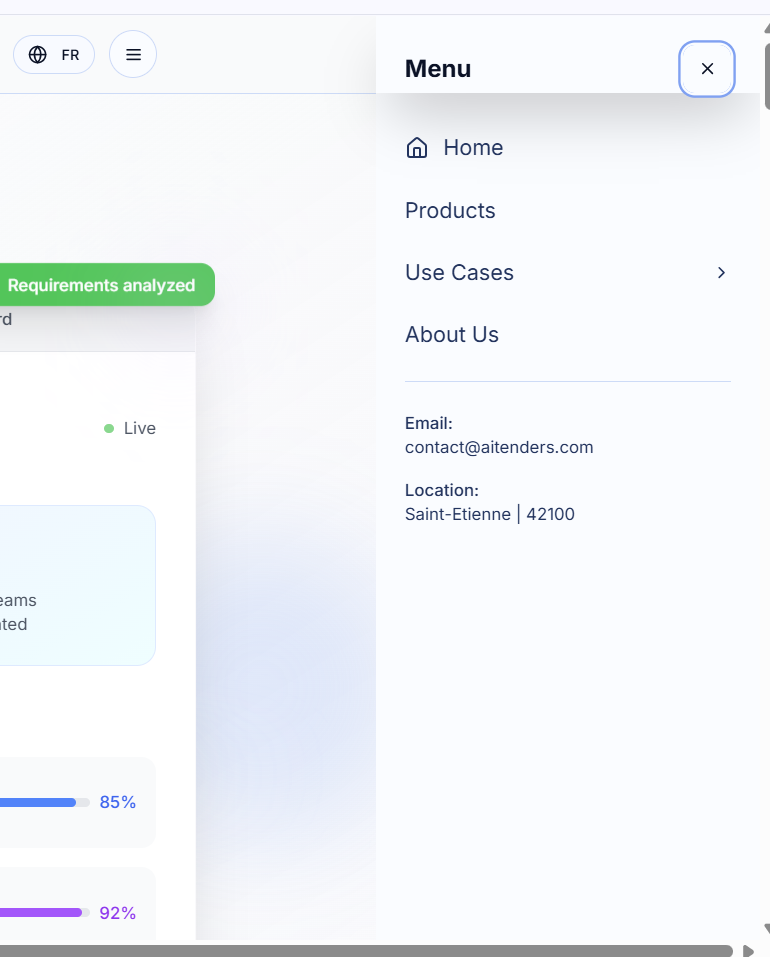 FR
Menu
Home
Products
Use Cases
About Us
Email:
contact@aitenders.com
Location:
Saint-Etienne | 42100
Requirements analyzed
rd
Live
eams
ated
85%
92%